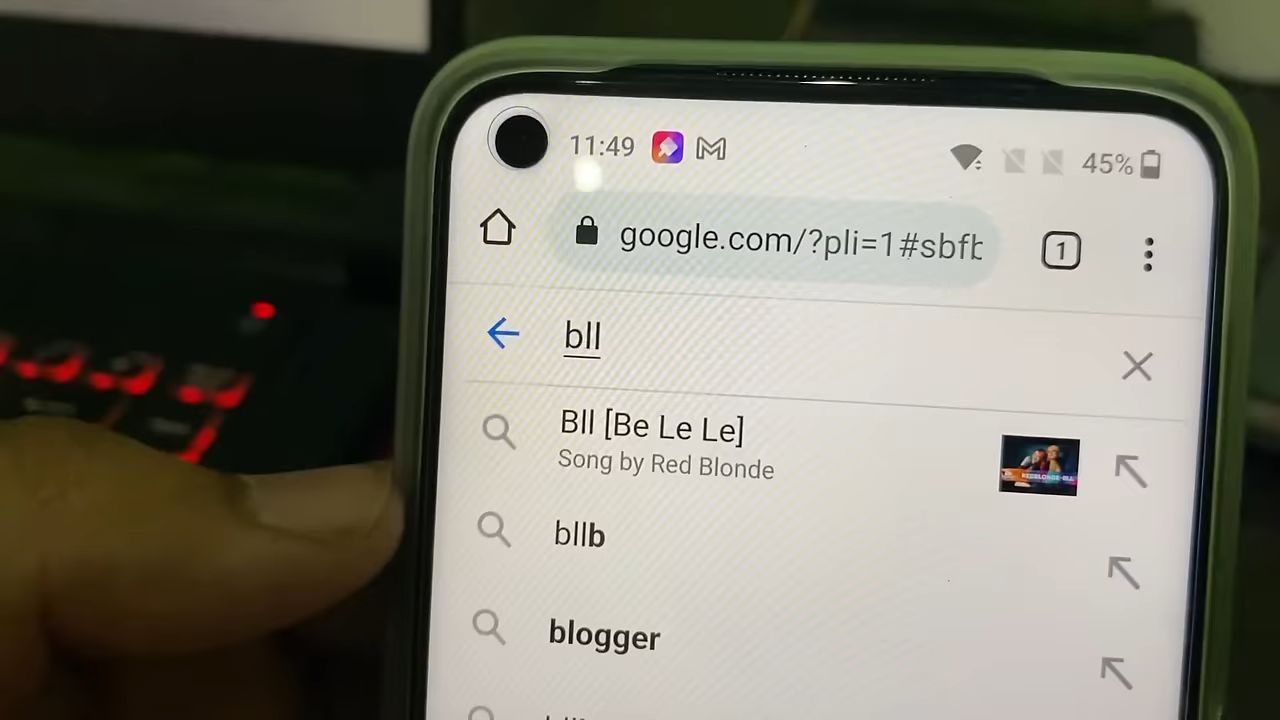 11:49
45%
google.com/?pli=1#sbfb
1
bll
Bll [Be Le Le]
Song by Red Blonde
bllb
blogger